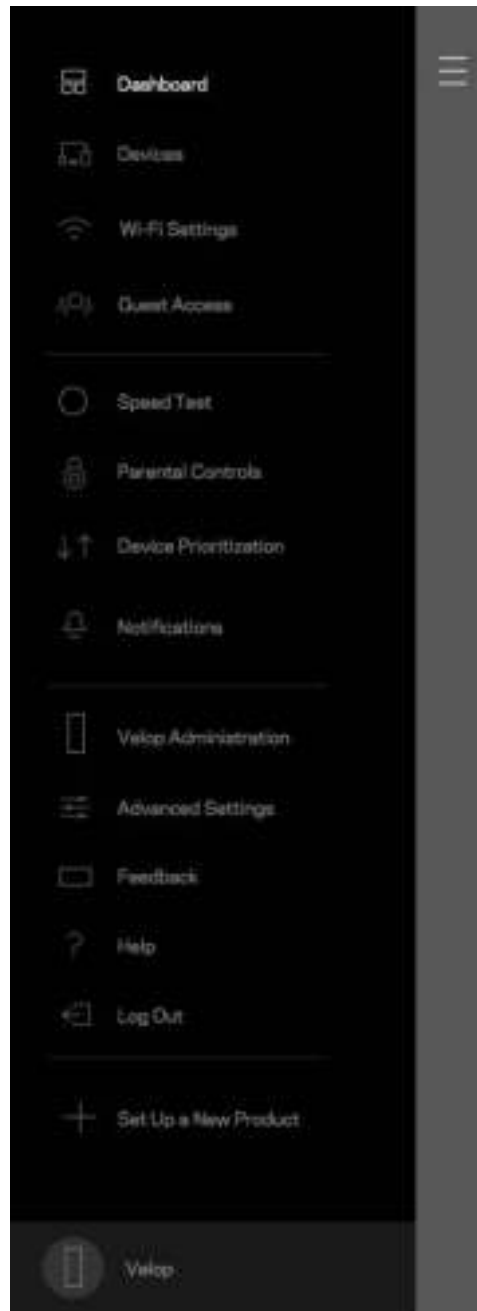 Dashboard
Devices
Wi-Fi Settings
Guest Access
Speed Test
Parental Controls
Device Prioritization
Notifications
Velop Administration
Advanced Settings
Feedback
? Help
Log Out
Set Up a New Product
Velop